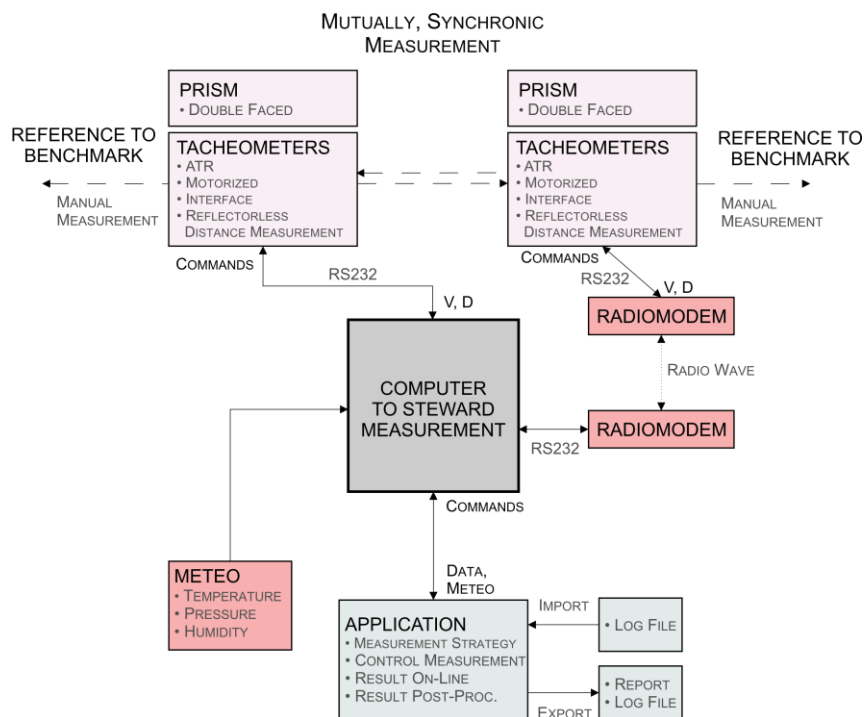 Mutually, Synchronic
Measurement
PRISM
• Double Faced
PRISM
• Double Faced
REFERENCE TO
BENCHMARK
TACHEOMETERS
• ATR
• Motorized
• Interface
• Reflectorless
Distance Measurement
TACHEOMETERS
• ATR
• Motorized
• Interface
• Reflectorless
Distance Measurement
REFERENCE TO
BENCHMARK
Manual
Measurement
Manual
Measurement
Commands
RS232
V, D
Commands
RS232
V, D
RADIOMODEM
Radio Wave
RADIOMODEM
RS232
COMPUTER
TO STEWARD
MEASUREMENT
Commands
Data,
Meteo
METEO
• Temperature
• Pressure
• Humidity
APPLICATION
• Measurement Strategy
• Control Measurement
• Result On-Line
• Result Post-Proc.
Import
• Log File
Export
• Report
• Log File